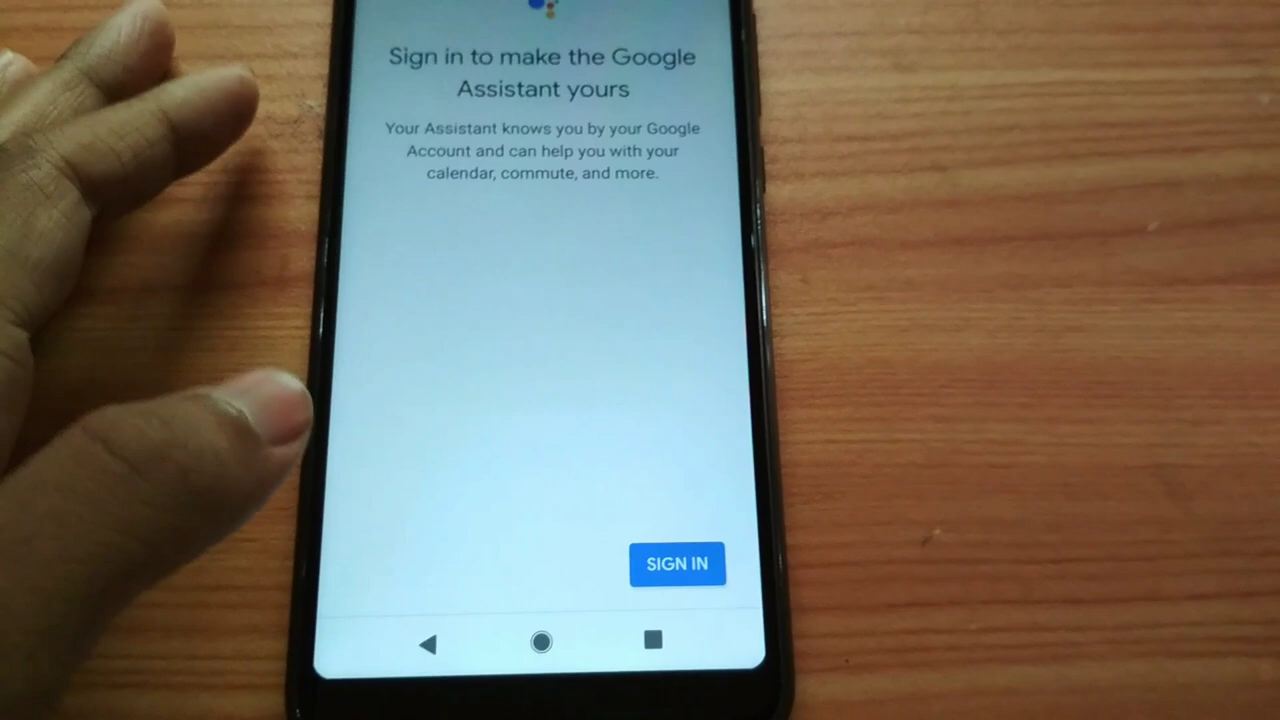 Sign in to make the Google
Assistant yours
Your Assistant knows you by your Google
Account and can help you with your
calendar, commute, and more.
SIGN IN